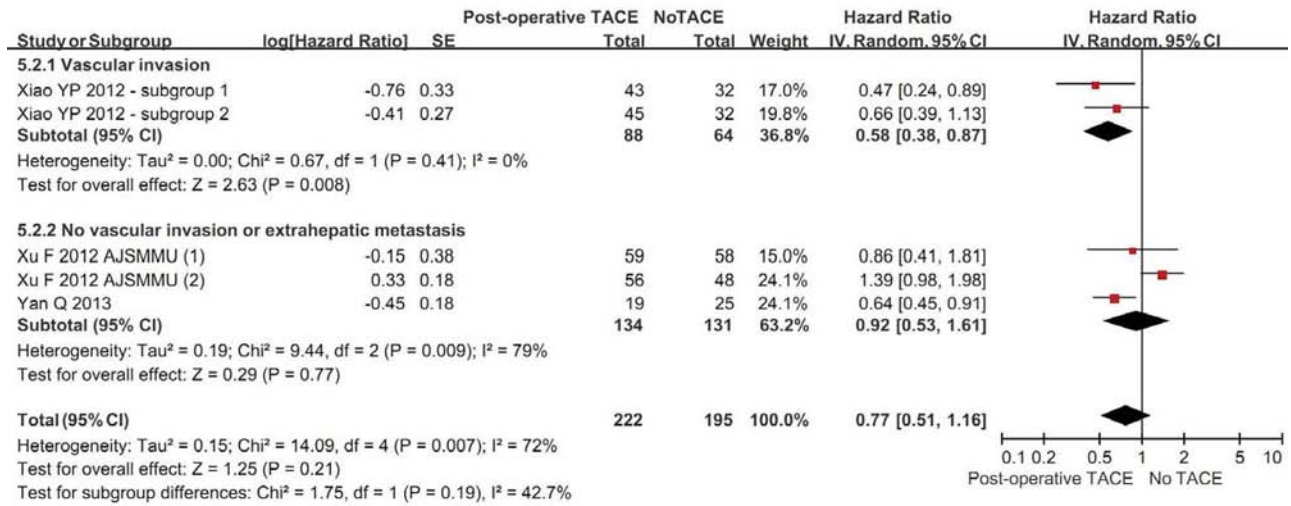 Post-operative TACE NoTACE Hazard Ratio Hazard Ratio
Study or Subgroup log[Hazard Ratio] SE Total Total Weight IV, Random, 95% CI IV, Random, 95% CI
5.2.1 Vascular invasion
Xiao YP 2012 - subgroup 1 -0.76 0.33 43 32 17.0% 0.47 [0.24, 0.89]
Xiao YP 2012 - subgroup 2 -0.41 0.27 45 32 19.8% 0.66 [0.39, 1.13]
Subtotal (95% CI) 88 64 36.8% 0.58 [0.38, 0.87]
Heterogeneity: Tau² = 0.00; Chi² = 0.67, df = 1 (P = 0.41); I² = 0%
Test for overall effect: Z = 2.63 (P = 0.008)
5.2.2 No vascular invasion or extrahepatic metastasis
Xu F 2012 AJSMMU (1) -0.15 0.38 59 58 15.0% 0.86 [0.41, 1.81]
Xu F 2012 AJSMMU (2) 0.33 0.18 56 48 24.1% 1.39 [0.98, 1.98]
Yan Q 2013 -0.45 0.18 19 25 24.1% 0.64 [0.45, 0.91]
Subtotal (95% CI) 134 131 63.2% 0.92 [0.53, 1.61]
Heterogeneity: Tau² = 0.19; Chi² = 9.44, df = 2 (P = 0.009); I² = 79%
Test for overall effect: Z = 0.29 (P = 0.77)
Total (95% CI) 222 195 100.0% 0.77 [0.51, 1.16]
Heterogeneity: Tau² = 0.15; Chi² = 14.09, df = 4 (P = 0.007); I² = 72%
Test for overall effect: Z = 1.25 (P = 0.21)
Test for subgroup differences: Chi² = 1.75, df = 1 (P = 0.19), I² = 42.7%
0.1 0.2 0.5 1 2 5 10
Post-operative TACE No TACE